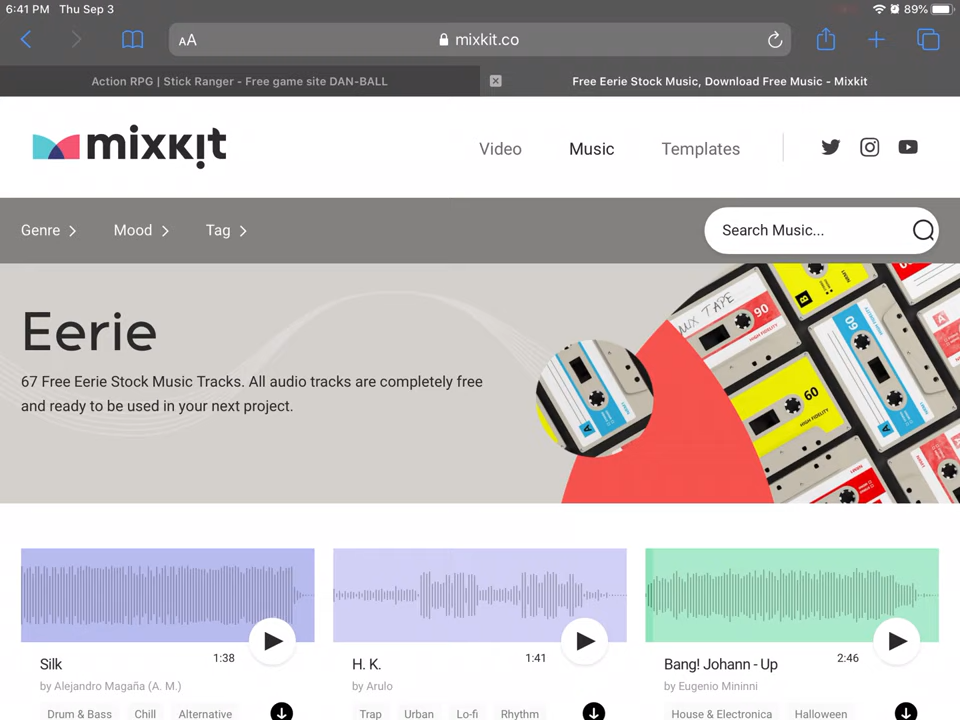 6:41 PM Thu Sep 3
89%
AA
mixkit.co
Action RPG | Stick Ranger - Free game site DAN-BALL
Free Eerie Stock Music, Download Free Music - Mixkit
mixkit
Video
Music
Templates
Genre
Mood
Tag
Search Music...
Eerie
67 Free Eerie Stock Music Tracks. All audio tracks are completely free
and ready to be used in your next project.
MIX TAPE
90
HIGH FIDELITY
B
60
A
60
HIGH FIDELITY
A
A
Silk
1:38
by Alejandro Magaña (A. M.)
Drum & Bass
Chill
Alternative
H. K.
1:41
by Arulo
Trap
Urban
Lo-fi
Rhythm
Bang! Johann - Up
2:46
by Eugenio Mininni
House & Electronica
Halloween